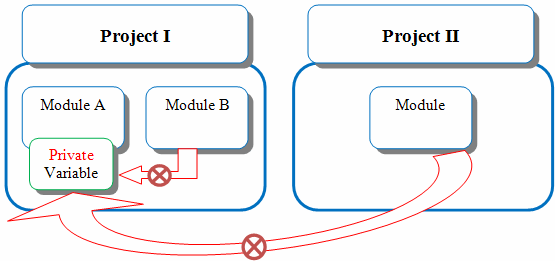 Project I
Project II
Module A
Module B
Module
Private
Variable